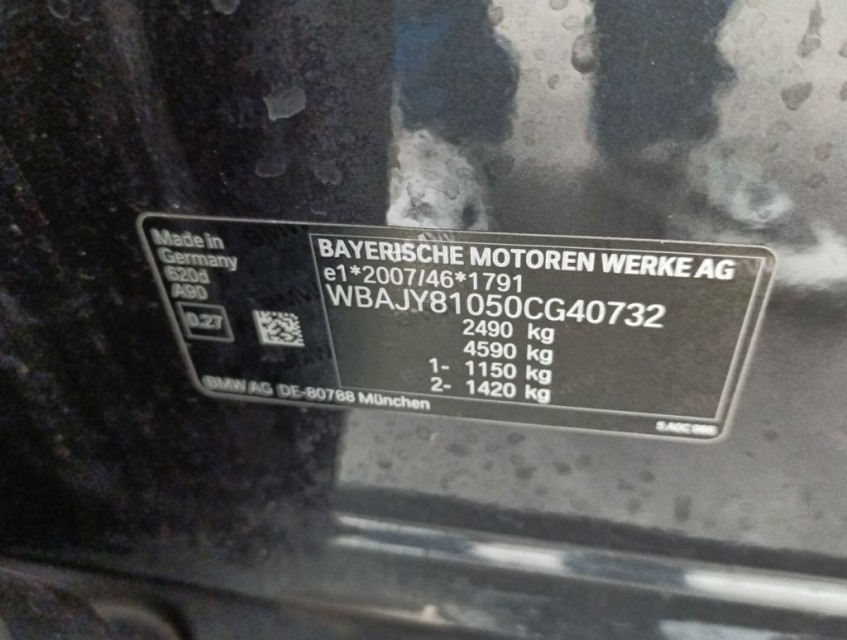 Made in
Germany
620d
A90
0.27
BMW AG DE-80788 München
BAYERISCHE MOTOREN WERKE AG
e1*2007/46*1791
WBAJY81050CG40732
2490 kg
4590 kg
1- 1150 kg
2- 1420 kg